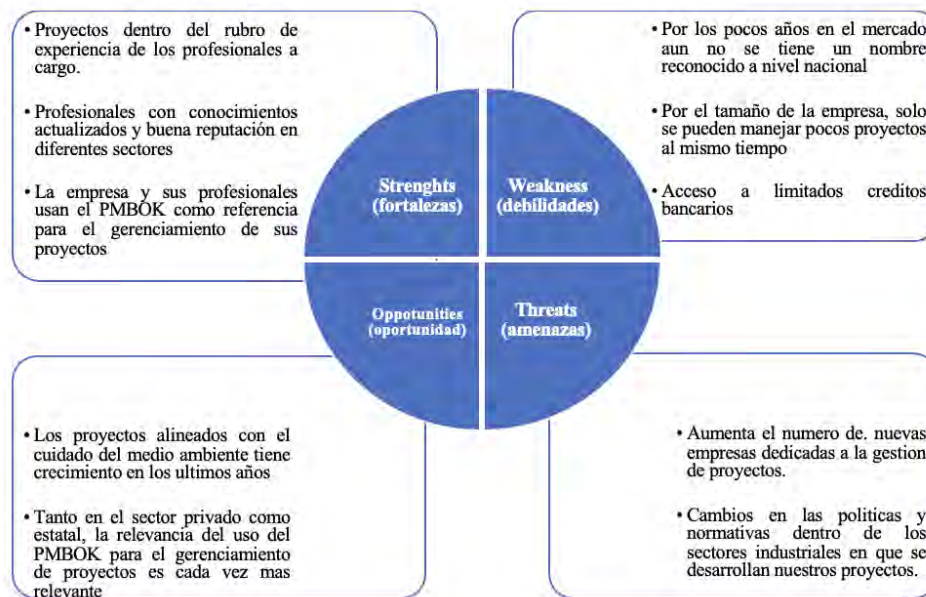 • Proyectos dentro del rubro de
experiencia de los profesionales a
cargo.
• Profesionales con conocimientos
actualizados y buena reputación en
diferentes sectores
• La empresa y sus profesionales
usan el PMBOK como referencia
para el gerenciamiento de sus
proyectos
• Por los pocos años en el mercado
aun no se tiene un nombre
reconocido a nivel nacional
• Por el tamaño de la empresa, solo
se pueden manejar pocos proyectos
al mismo tiempo
• Acceso a limitados creditos
bancarios
Strenghts
(fortalezas)
Weakness
(debilidades)
Oppotunities
(oportunidad)
Threats
(amenazas)
• Los proyectos alineados con el
cuidado del medio ambiente tiene
crecimiento en los ultimos años
• Tanto en el sector privado como
estatal, la relevancia del uso del
PMBOK para el gerenciamiento
de proyectos es cada vez mas
relevante
• Aumenta el numero de. nuevas
empresas dedicadas a la gestion
de proyectos.
• Cambios en las politicas y
normativas dentro de los
sectores industriales en que se
desarrollan nuestros proyectos.